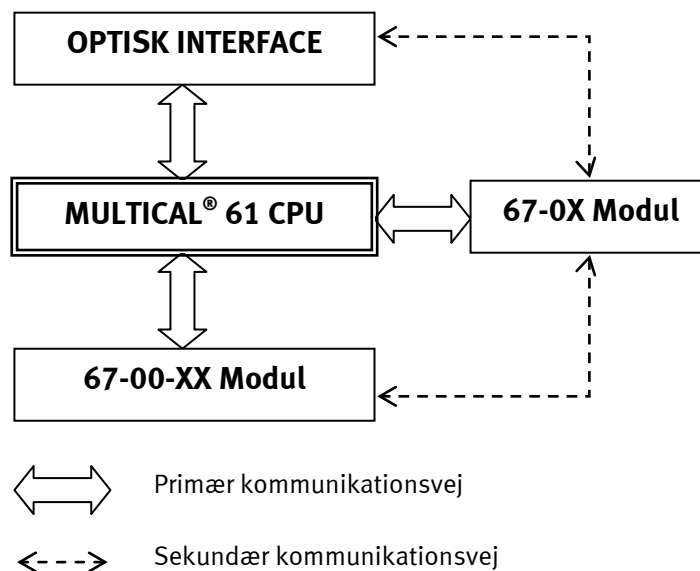 OPTISK INTERFACE
MULTICAL® 61 CPU
67-0X Modul
67-00-XX Modul
Primær kommunikationsvej
Sekundær kommunikationsvej